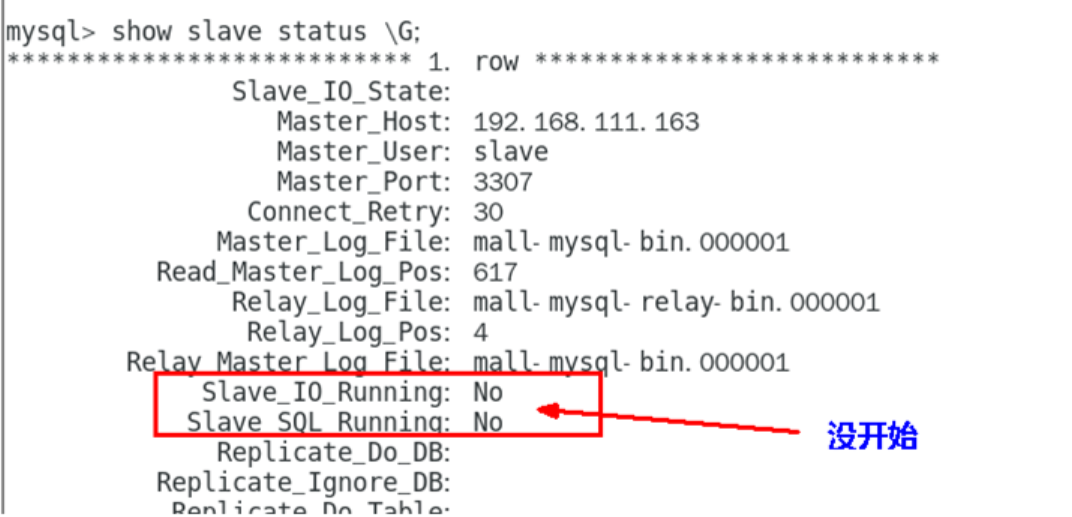 mysql> show slave status \G;
*************************** 1. row ***************************
Slave_IO_State:
Master_Host: 192.168.111.163
Master_User: slave
Master_Port: 3307
Connect_Retry: 30
Master_Log_File: mall-mysql-bin.000001
Read_Master_Log_Pos: 617
Relay_Log_File: mall-mysql-relay-bin.000001
Relay_Log_Pos: 4
Relay_Master_Log_File: mall-mysql-bin.000001
Slave_IO_Running: No
Slave_SQL_Running: No
没开始
Replicate_Do_DB:
Replicate_Ignore_DB:
Replicate_Do_Table: